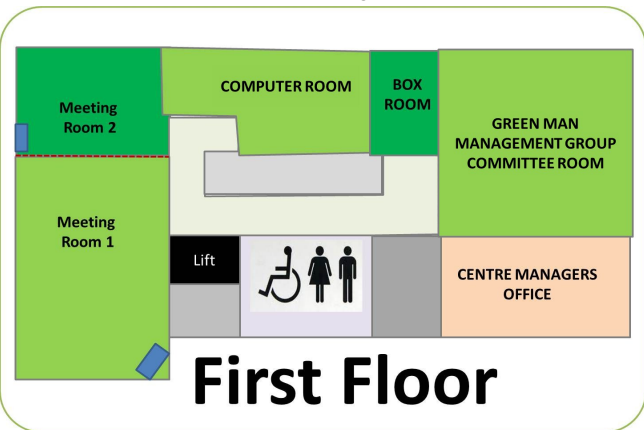 COMPUTER ROOM
BOX
ROOM
Meeting
Room 2
GREEN MAN
MANAGEMENT GROUP
COMMITTEE ROOM
Meeting
Room 1
Lift
CENTRE MANAGERS
OFFICE
First Floor